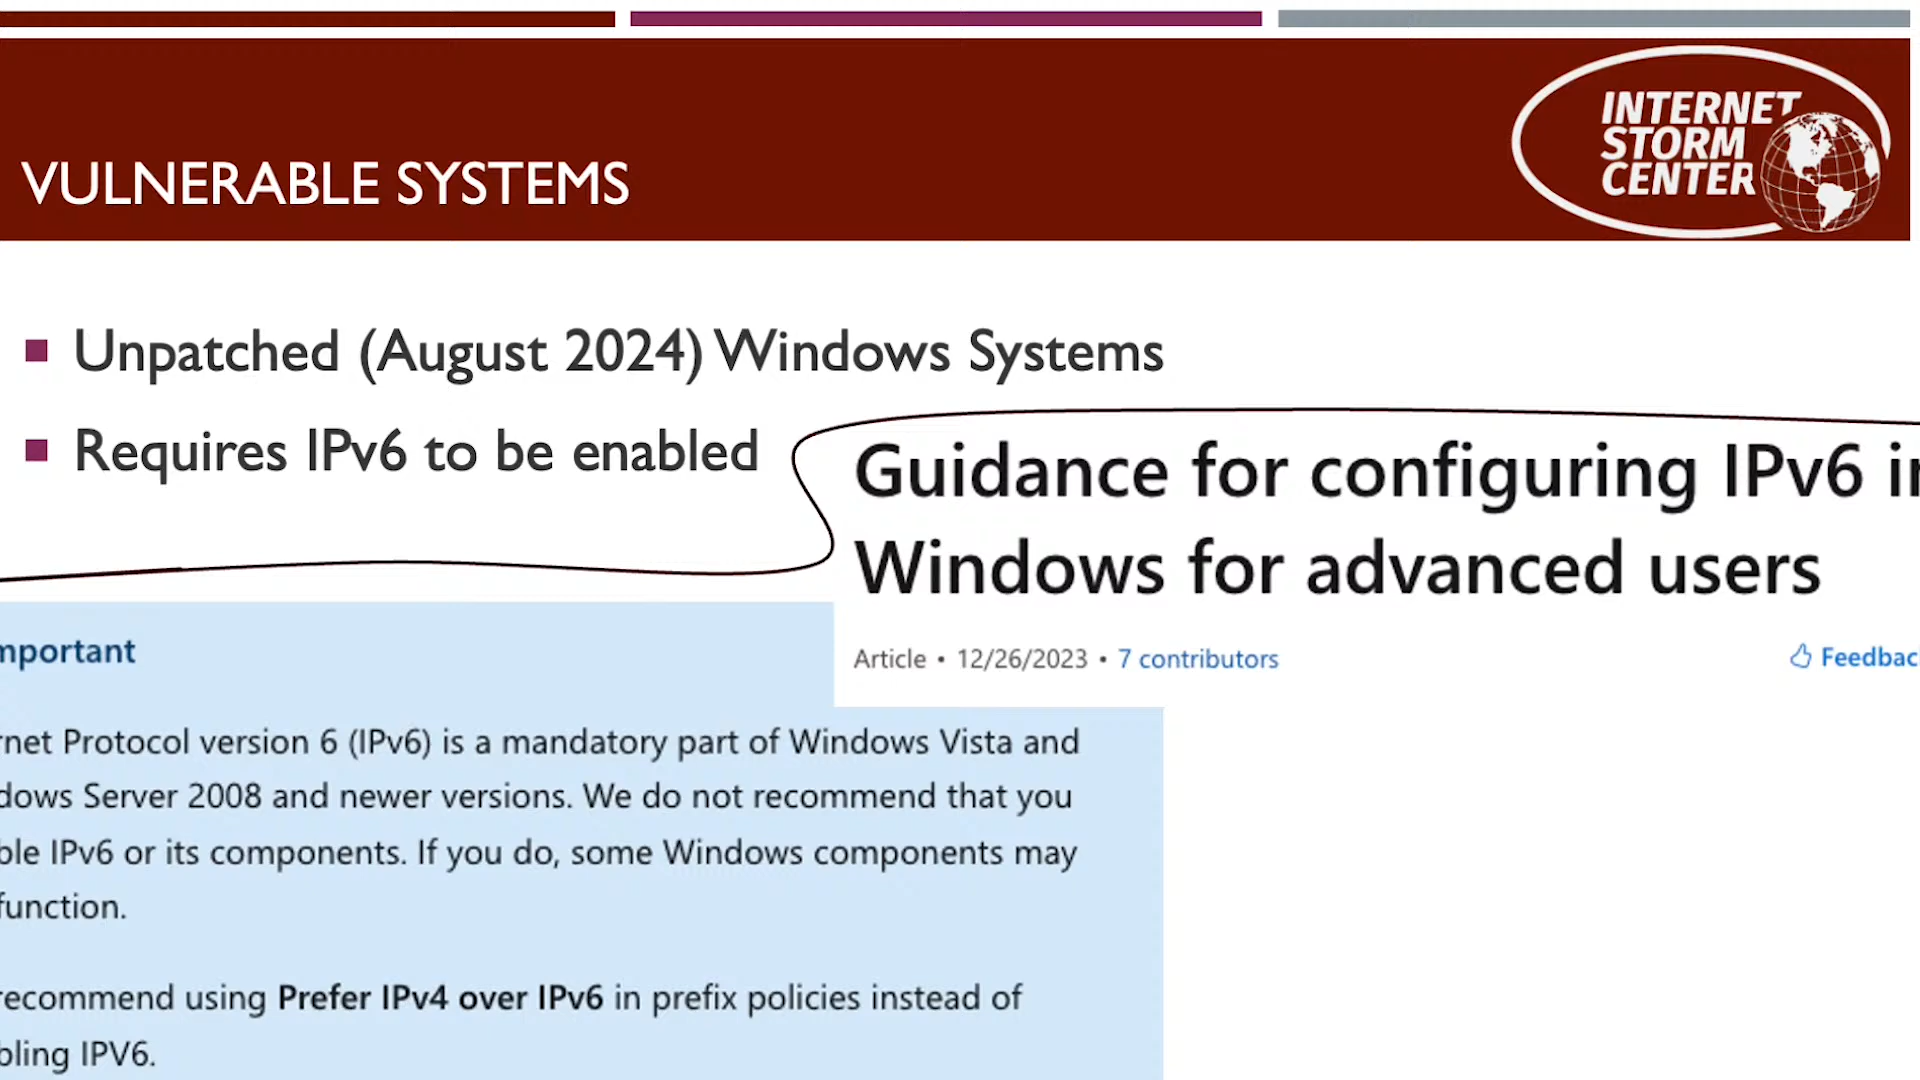 INTERNET
STORM
CENTER
VULNERABLE SYSTEMS
Unpatched (August 2024) Windows Systems
Requires IPv6 to be enabled
Guidance for configuring IPv6 in
Windows for advanced users
Article • 12/26/2023 • 7 contributors
Feedbac
mportant
rnet Protocol version 6 (IPv6) is a mandatory part of Windows Vista and
dows Server 2008 and newer versions. We do not recommend that you
ble IPv6 or its components. If you do, some Windows components may
function.
recommend using Prefer IPv4 over IPv6 in prefix policies instead of
bling IPV6.